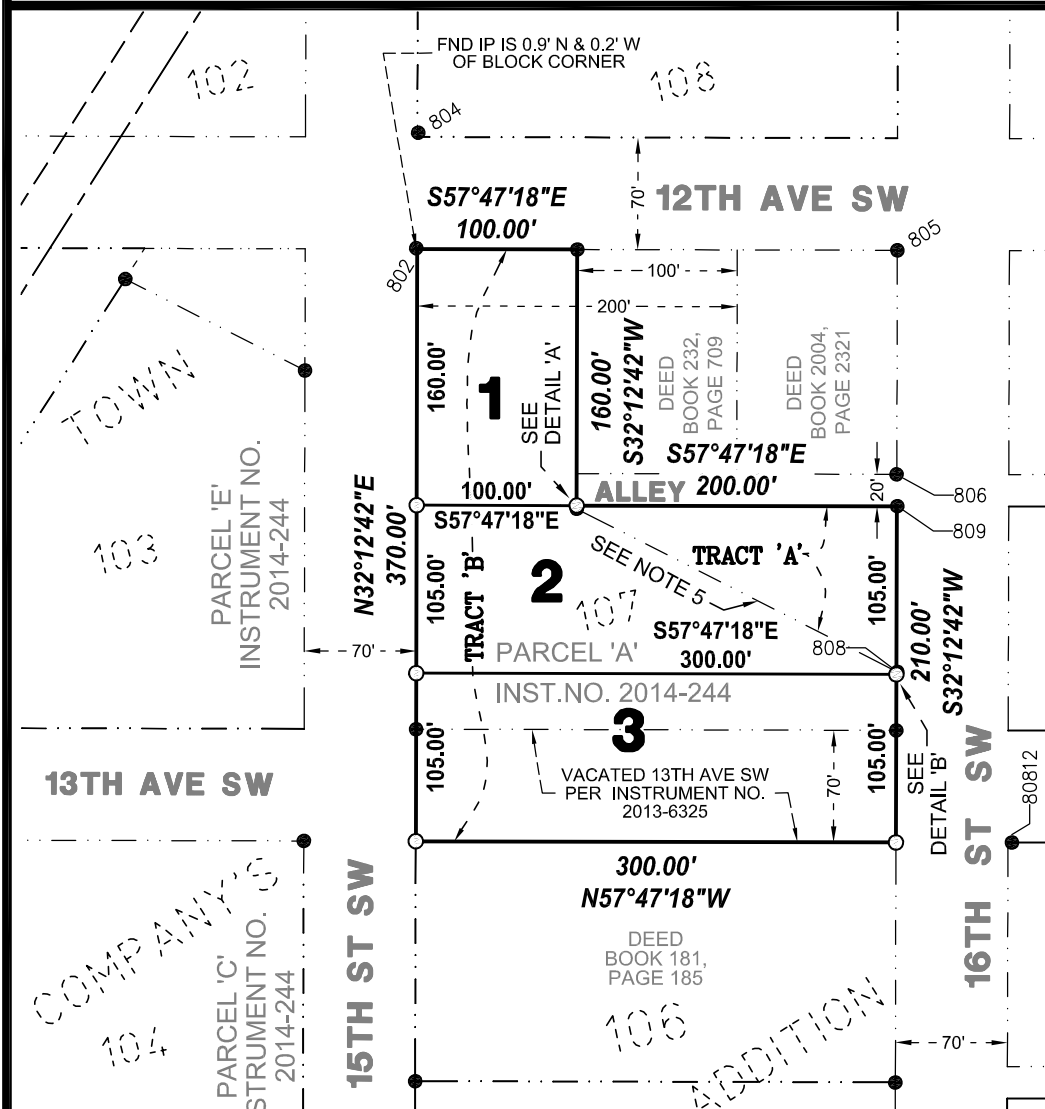 FND IP IS 0.9' N & 0.2' W
OF BLOCK CORNER
102
108
804
S57°47'18"E
100.00'
70'
12TH AVE SW
805
802
100'
200'
TOWN
160.00'
1
SEE
DETAIL 'A'
160.00'
S32°12'42"W
DEED
BOOK 232,
PAGE 709
DEED
BOOK 2004,
PAGE 2321
S57°47'18"E
200.00'
ALLEY
20'
806
809
100.00'
S57°47'18"E
103
PARCEL 'E'
INSTRUMENT NO.
2014-244
N32°12'42"E
370.00'
105.00'
TRACT 'B'
2
SEE NOTE 5
TRACT 'A'
107
105.00'
S57°47'18"E
300.00'
808
210.00'
S32°12'42"W
70'
PARCEL 'A'
INST.NO. 2014-244
3
105.00'
VACATED 13TH AVE SW
PER INSTRUMENT NO.
2013-6325
70'
105.00'
SEE
DETAIL 'B'
13TH AVE SW
80812
300.00'
N57°47'18"W
15TH ST SW
16TH ST SW
COMPANY'S
104
PARCEL 'C'
STRUMENT NO.
2014-244
DEED
BOOK 181,
PAGE 185
106
ADDITION
70'